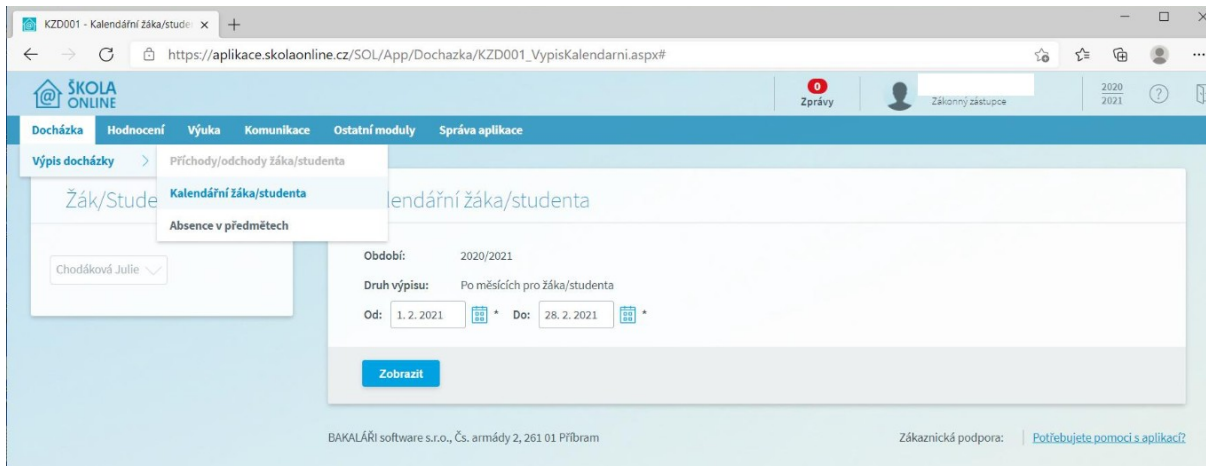 KZD001 - Kalendářní žáka/stude
https://aplikace.skolaonline.cz/SOL/App/Dochazka/KZD001_VypisKalendarni.aspx#
ŠKOLA
ONLINE
0
Zprávy
Zákonný zástupce
2020
2021
?
Docházka Hodnocení Výuka Komunikace Ostatní moduly Správa aplikace
Výpis docházky
Příchody/odchody žáka/studenta
Kalendářní žáka/studenta
Absence v předmětech
Žák/Stude
lendářní žáka/studenta
Chodáková Julie
Období: 2020/2021
Druh výpisu: Po měsících pro žáka/studenta
Od: 1. 2. 2021 * Do: 28. 2. 2021 *
Zobrazit
BAKALÁŘI software s.r.o., Čs. armády 2, 261 01 Příbram Zákaznická podpora: Potřebujete pomoci s aplikací?